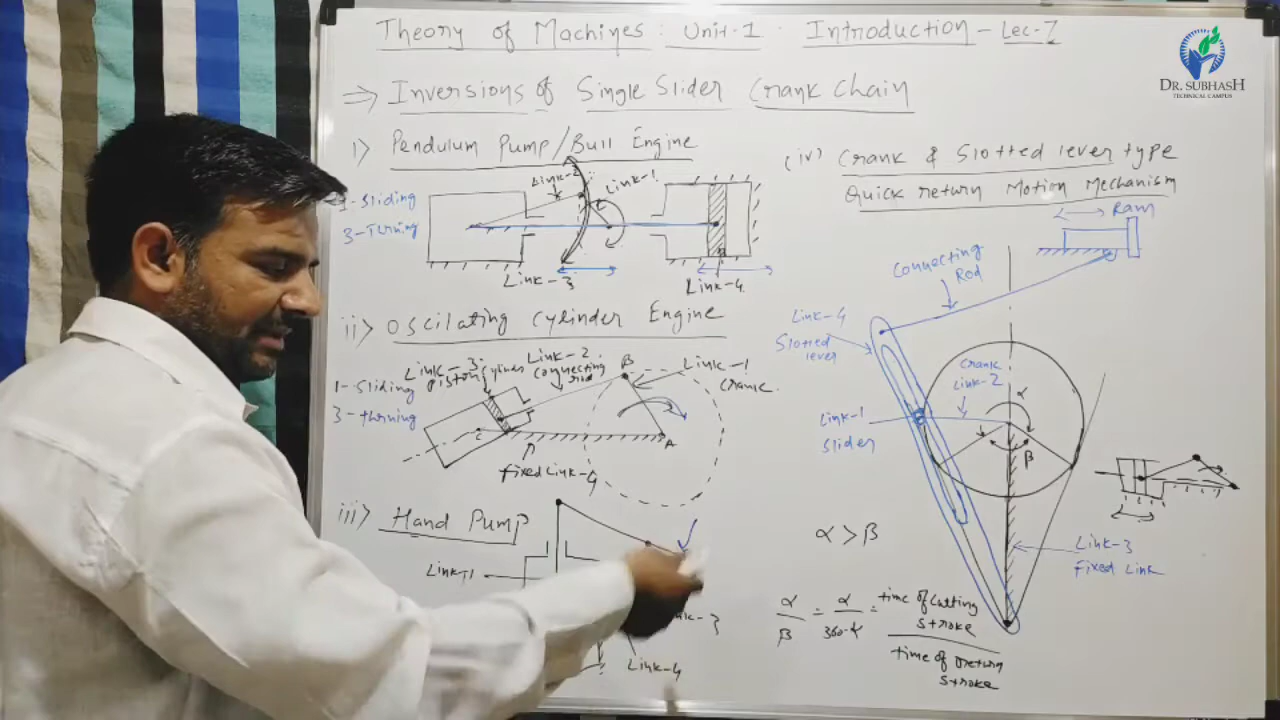 Theory of Machines : Unit-1 . Introduction - Lec-7
DR. SUBHASH
TECHNICAL CAMPUS
⇒ Inversions of Single Slider Crank Chain
i) Pendulum Pump/Bull Engine
1-Sliding
3-Turning
Link-2
Link-1
Link-3
Link-4
ii) Oscilating Cylinder Engine
1-Sliding
3-Turning
Link-3
piston
Link-2
connecting
rod
B
Link-1
crank
C
A
fixed Link-4
iii) Hand Pump
Link-1
Link-4
(iv) Crank & Slotted lever type
Quick return Motion Mechanism
Ram
Connecting
Rod
Link-4
Slotted
lever
Crank
Link-2
α
β
Link-1
Slider
α > β
Link-3
Fixed Link
α/β = α/360-α = time of Cutting stroke / time of return stroke